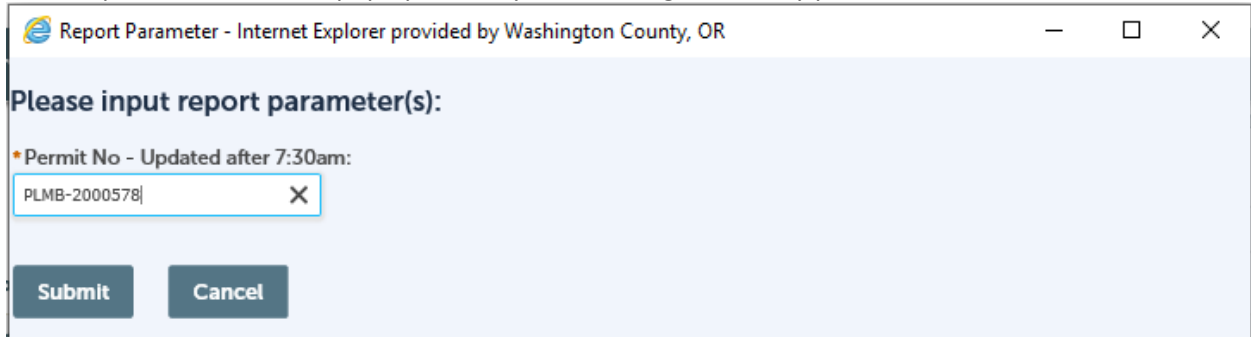 Report Parameter - Internet Explorer provided by Washington County, OR
Please input report parameter(s):
*Permit No - Updated after 7:30am:
PLMB-2000578
Submit Cancel